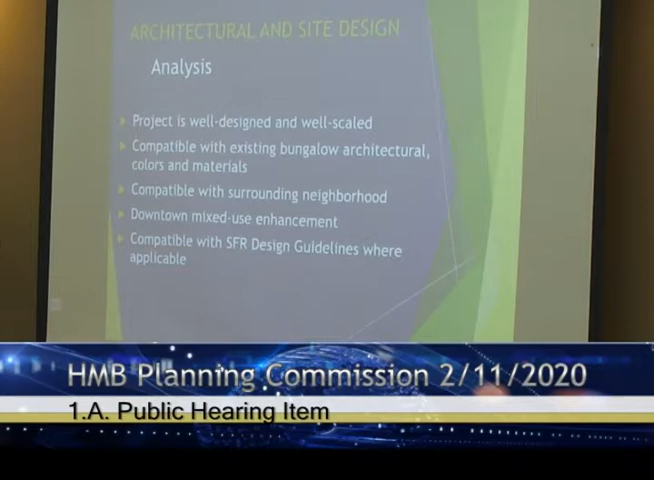 ARCHITECTURAL AND SITE DESIGN
Analysis
Project is well-designed and well-scaled
Compatible with existing bungalow architectural,
colors and materials
Compatible with surrounding neighborhood
Downtown mixed-use enhancement
Compatible with SFR Design Guidelines where
applicable
HMB Planning Commission 2/11/2020
1.A. Public Hearing Item